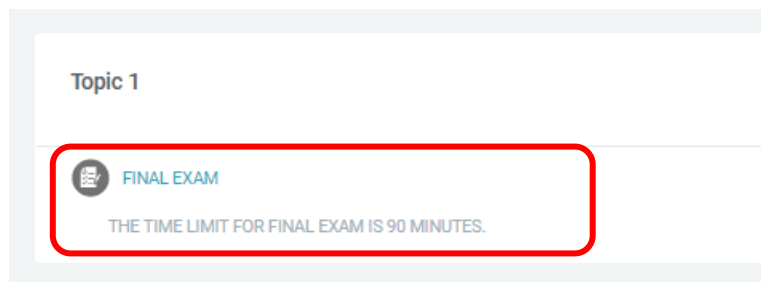 Topic 1
FINAL EXAM
THE TIME LIMIT FOR FINAL EXAM IS 90 MINUTES.